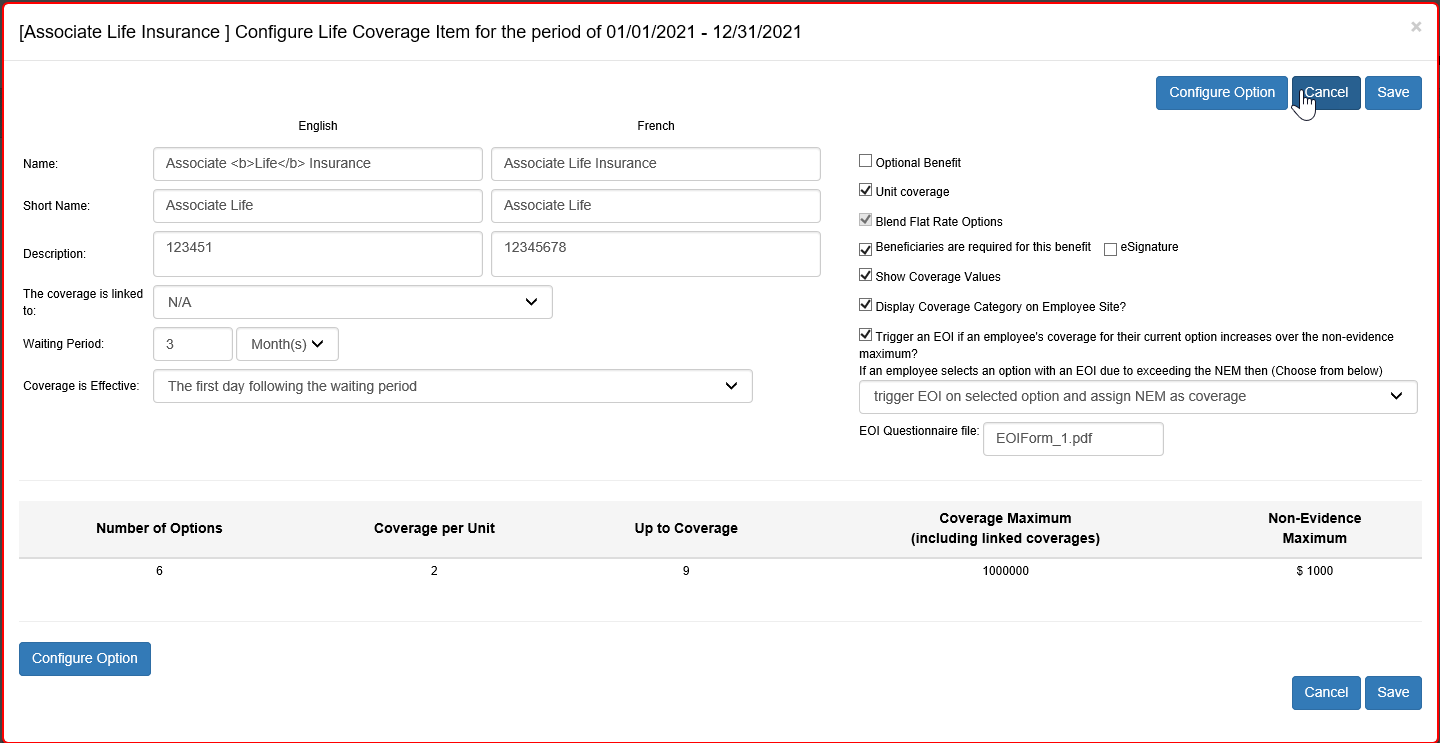 [Associate Life Insurance ] Configure Life Coverage Item for the period of 01/01/2021 - 12/31/2021
×
Configure Option
Cancel
Save
English
French
Name:
Associate <b>Life</b> Insurance
Associate Life Insurance
Short Name:
Associate Life
Associate Life
Description:
123451
12345678
The coverage is linked
to:
N/A
Waiting Period:
3
Month(s)
Coverage is Effective:
The first day following the waiting period
Optional Benefit
Unit coverage
Blend Flat Rate Options
Beneficiaries are required for this benefit
eSignature
Show Coverage Values
Display Coverage Category on Employee Site?
Trigger an EOI if an employee's coverage for their current option increases over the non-evidence
maximum?
If an employee selects an option with an EOI due to exceeding the NEM then (Choose from below)
trigger EOI on selected option and assign NEM as coverage
EOI Questionnaire file:
EOIForm_1.pdf
Number of Options
Coverage per Unit
Up to Coverage
Coverage Maximum
(including linked coverages)
Non-Evidence
Maximum
6
2
9
1000000
$ 1000
Configure Option
Cancel
Save